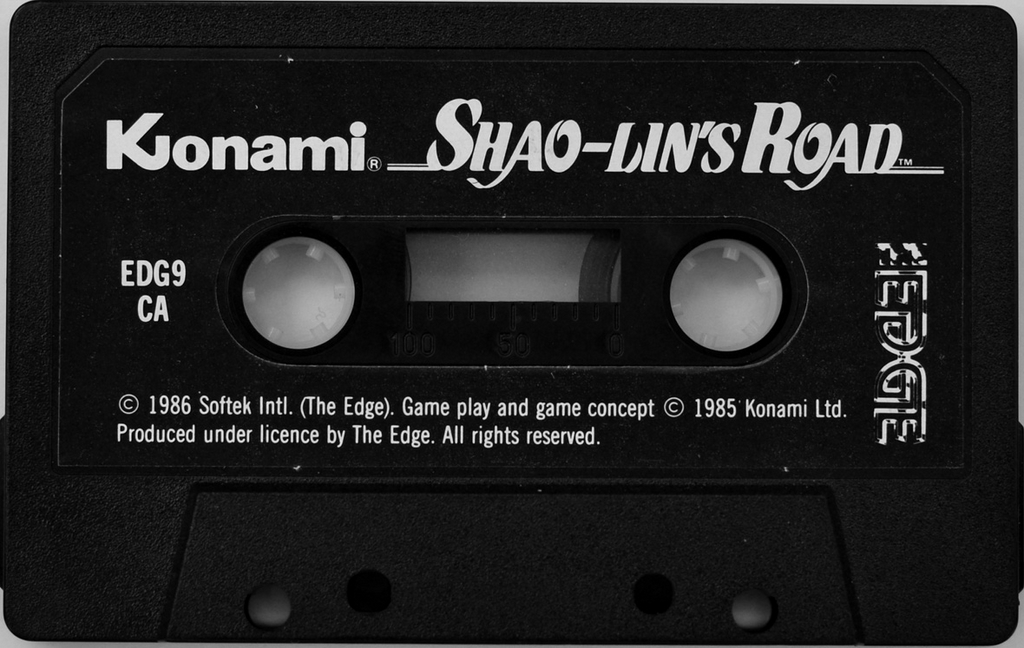 Konami® SHAO-LIN'S ROAD™
EDG9
CA
THE EDGE
100 50 0
© 1986 Softek Intl. (The Edge). Game play and game concept © 1985 Konami Ltd.
Produced under licence by The Edge. All rights reserved.